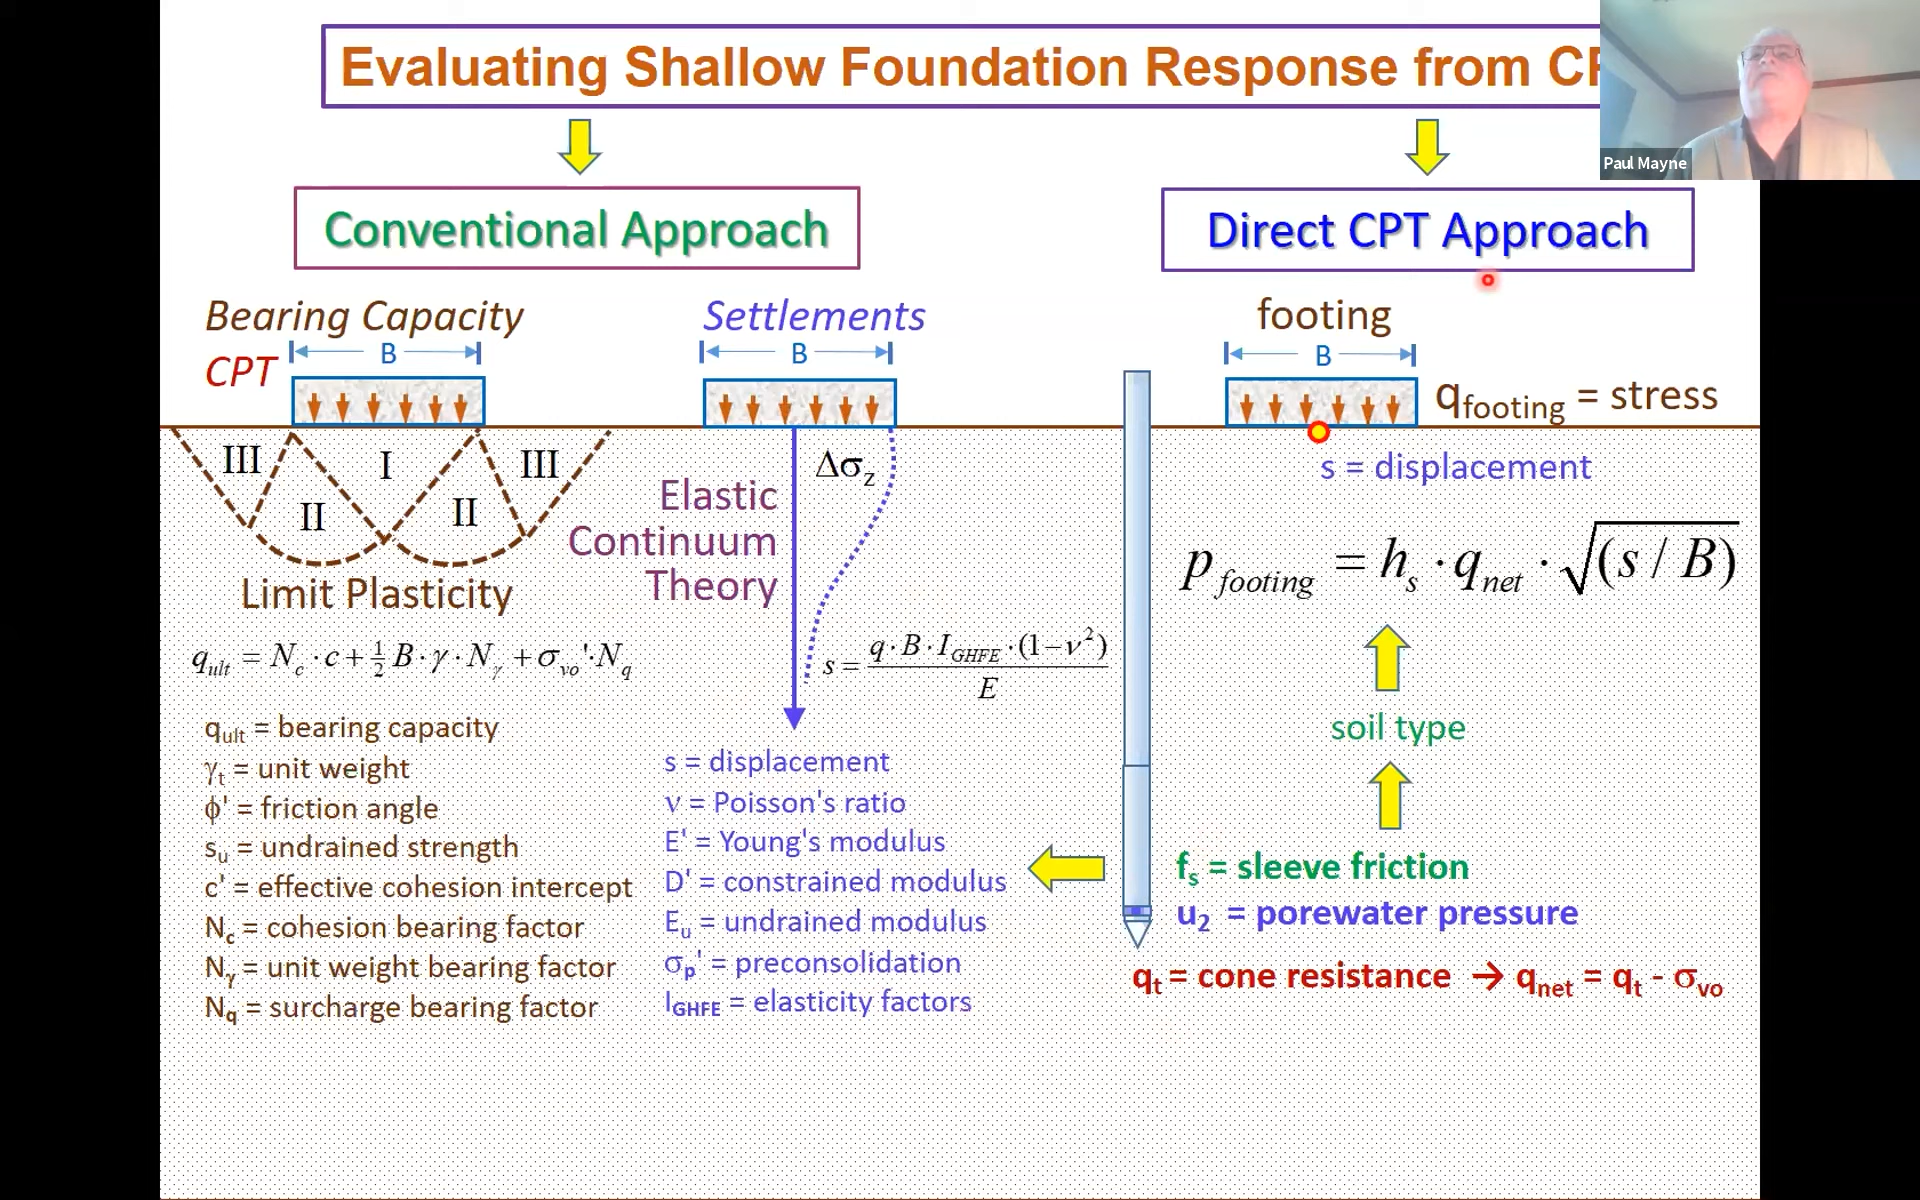 Evaluating Shallow Foundation Response from
Paul Mayne
Conventional Approach
Direct CPT Approach
Bearing Capacity
CPT
B
Settlements
B
footing
B
q_footing = stress
s = displacement
III
I
III
II
II
Limit Plasticity
Δσ_z
Elastic
Continuum
Theory
q_ult = N_c · c + ½ B · γ · N_γ + σ_vo' · N_q
s = q · B · I_GHFE · (1 − ν²) / E
p_footing = h_s · q_net · √(s / B)
q_ult = bearing capacity
γ_t = unit weight
ϕ' = friction angle
s_u = undrained strength
c' = effective cohesion intercept
N_c = cohesion bearing factor
N_γ = unit weight bearing factor
N_q = surcharge bearing factor
s = displacement
ν = Poisson's ratio
E' = Young's modulus
D' = constrained modulus
E_u = undrained modulus
σ_p' = preconsolidation
I_GHFE = elasticity factors
soil type
f_s = sleeve friction
u_2 = porewater pressure
q_t = cone resistance → q_net = q_t - σ_vo